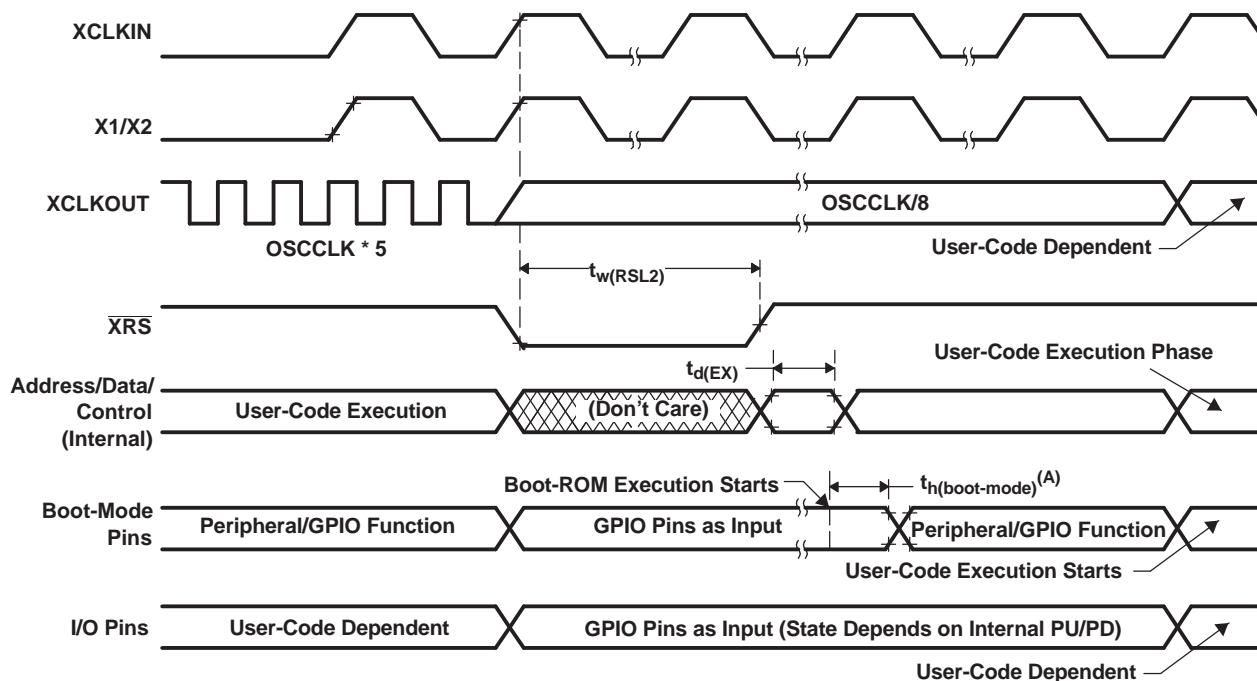 XCLKIN
X1/X2
XCLKOUT
OSCCLK * 5
OSCCLK/8
User-Code Dependent
tw(RSL2)
XRS
User-Code Execution Phase
td(EX)
Address/Data/
Control
(Internal)
User-Code Execution
(Don't Care)
Boot-ROM Execution Starts
th(boot-mode)(A)
Boot-Mode
Pins
Peripheral/GPIO Function
GPIO Pins as Input
Peripheral/GPIO Function
User-Code Execution Starts
I/O Pins
User-Code Dependent
GPIO Pins as Input (State Depends on Internal PU/PD)
User-Code Dependent